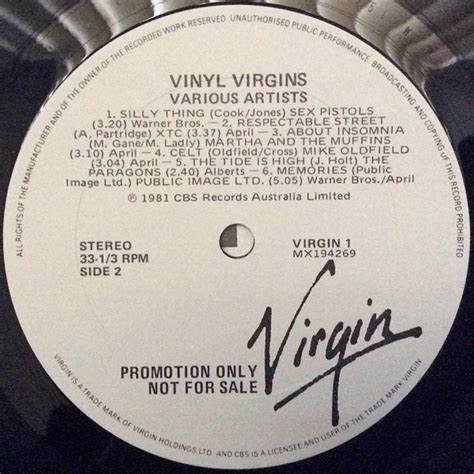 ALL RIGHTS OF THE MANUFACTURER AND OF THE OWNER OF THE RECORDED WORK RESERVED UNAUTHORISED PUBLIC PERFORMANCE, BROADCASTING AND COPYING OF THIS RECORD PROHIBITED
VINYL VIRGINS
VARIOUS ARTISTS
1. SILLY THING (Cook/Jones) SEX PISTOLS
(3.20) Warner Bros.— 2. RESPECTABLE STREET
(A. Partridge) XTC (3.37) April — 3. ABOUT INSOMNIA
(M. Gane/M. Ladly) MARTHA AND THE MUFFINS
(3.10) April — 4. CELT (Oldfield/Cross) MIKE OLDFIELD
(3.04) April — 5. THE TIDE IS HIGH (J. Holt) THE
PARAGONS (2.40) Alberts — 6. MEMORIES (Public
Image Ltd.) PUBLIC IMAGE LTD. (5.05) Warner Bros./April
℗ 1981 CBS Records Australia Limited
STEREO
33-1/3 RPM
SIDE 2
VIRGIN 1
MX194269
Virgin
PROMOTION ONLY
NOT FOR SALE
VIRGIN IS A TRADE MARK OF VIRGIN HOLDINGS LTD. AND CBS IS A LICENSEE AND USER OF THE TRADE MARK 'VIRGIN'